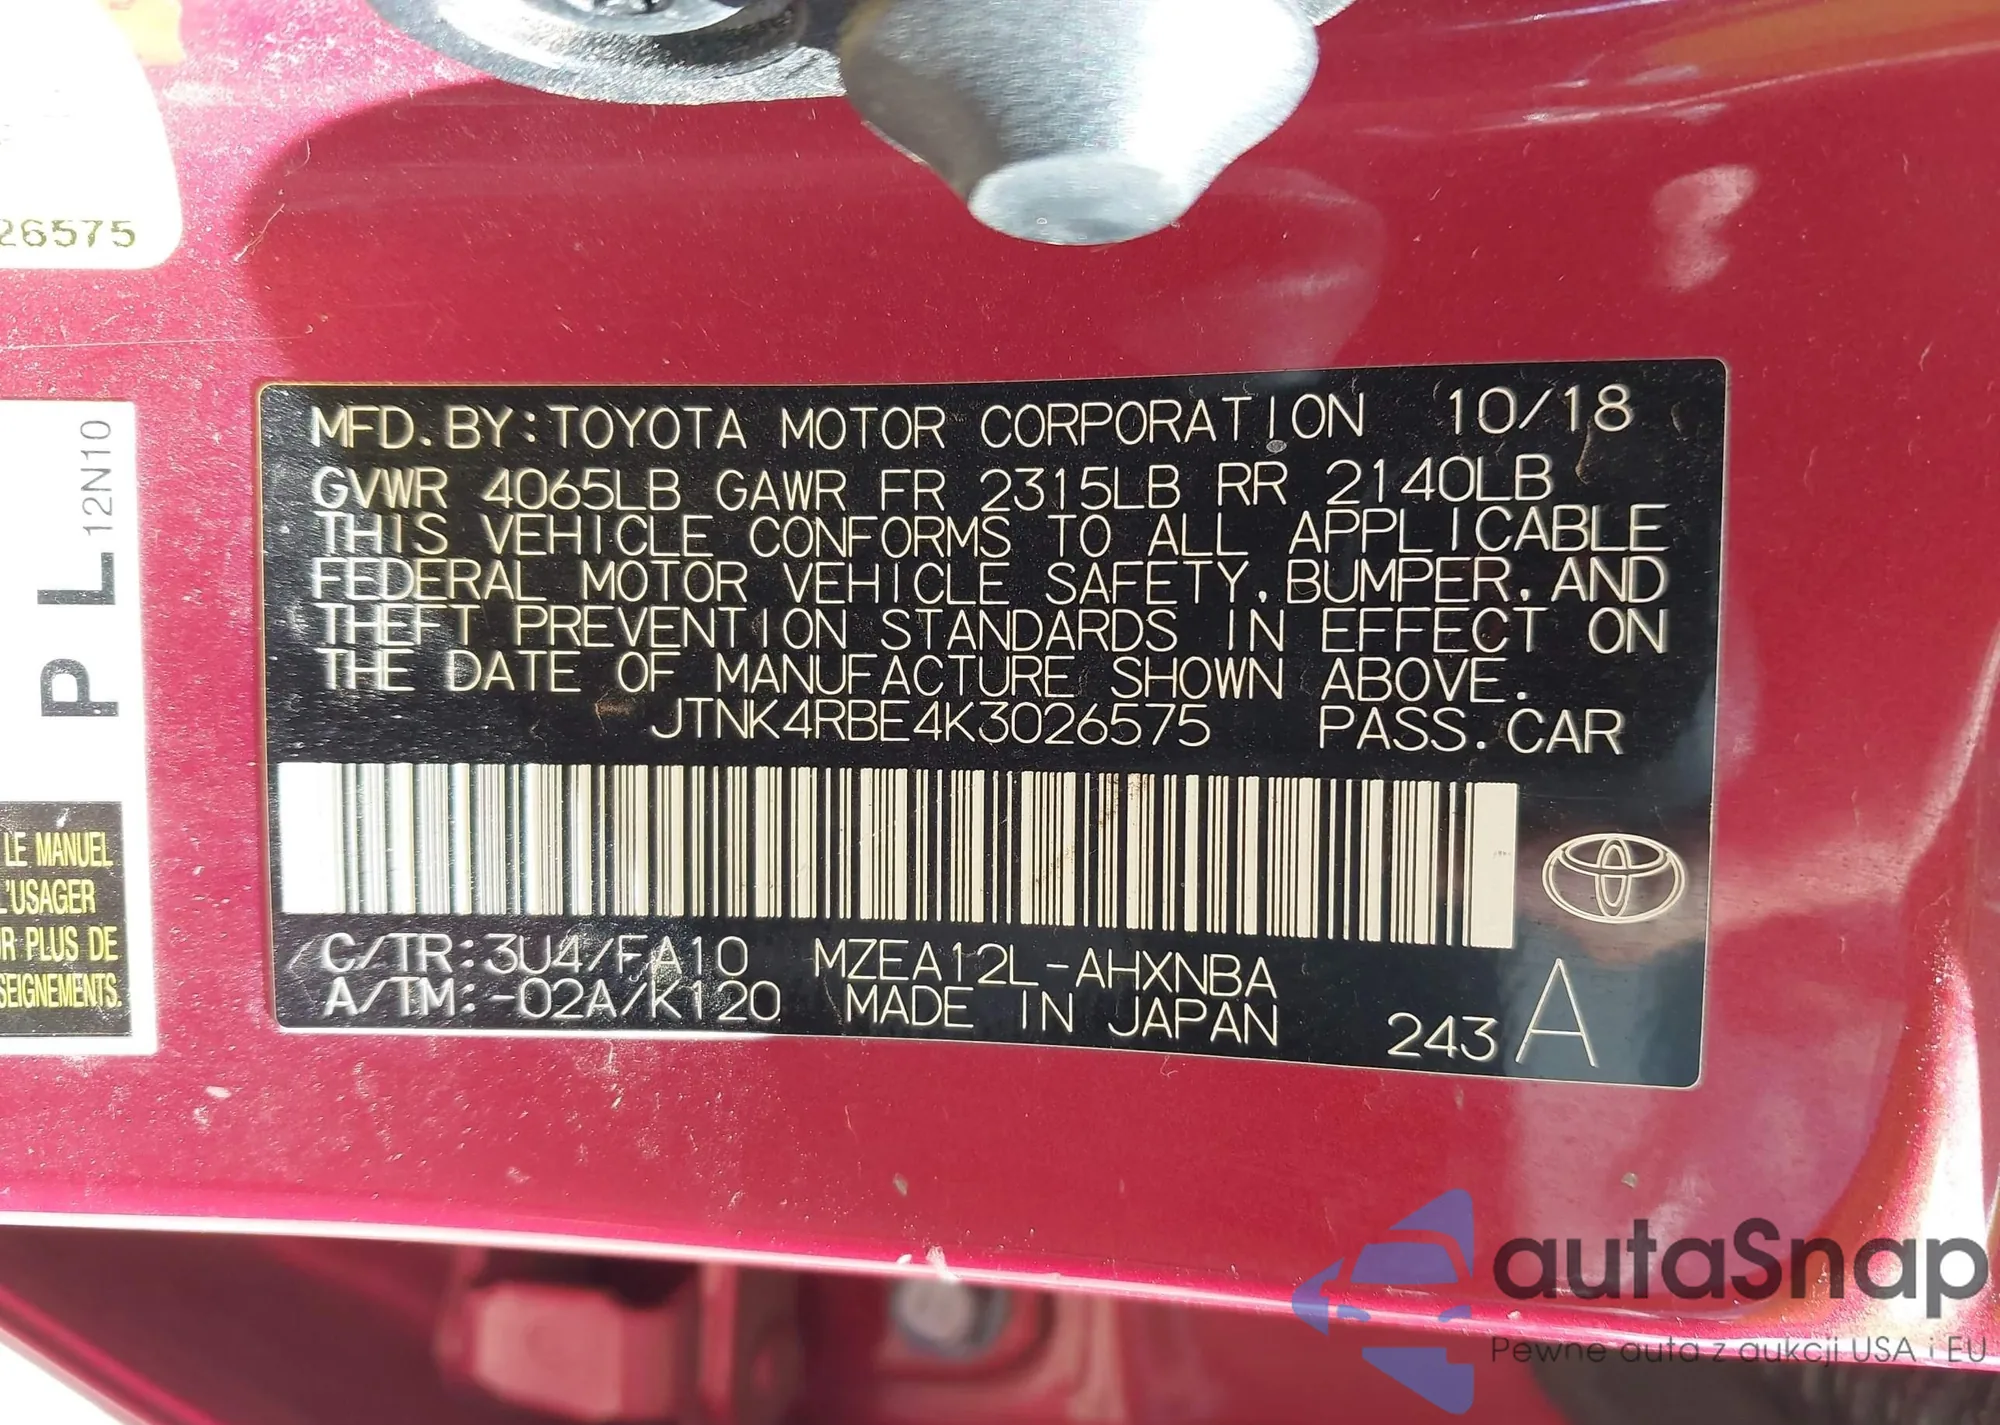 26575
12N10
P L
LE MANUEL
L'USAGER
R PLUS DE
SEIGNEMENTS.
MFD.BY:TOYOTA MOTOR CORPORATION 10/18
GVWR 4065LB GAWR FR 2315LB RR 2140LB
THIS VEHICLE CONFORMS TO ALL APPLICABLE
FEDERAL MOTOR VEHICLE SAFETY,BUMPER,AND
THEFT PREVENTION STANDARDS IN EFFECT ON
THE DATE OF MANUFACTURE SHOWN ABOVE.
JTNK4RBE4K3026575 PASS.CAR
C/TR:3U4/FA10 MZEA12L-AHXNBA
A/TM:-02A/K120 MADE IN JAPAN 243 A
autaSnap
Pewne auta z aukcji USA i EU